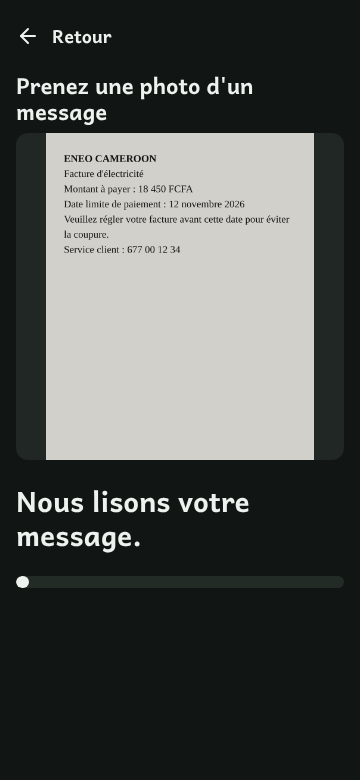 Retour
Prenez une photo d'un
message
ENEO CAMEROON
Facture d'électricité
Montant à payer : 18 450 FCFA
Date limite de paiement : 12 novembre 2026
Veuillez régler votre facture avant cette date pour éviter
la coupure.
Service client : 677 00 12 34
Nous lisons votre
message.